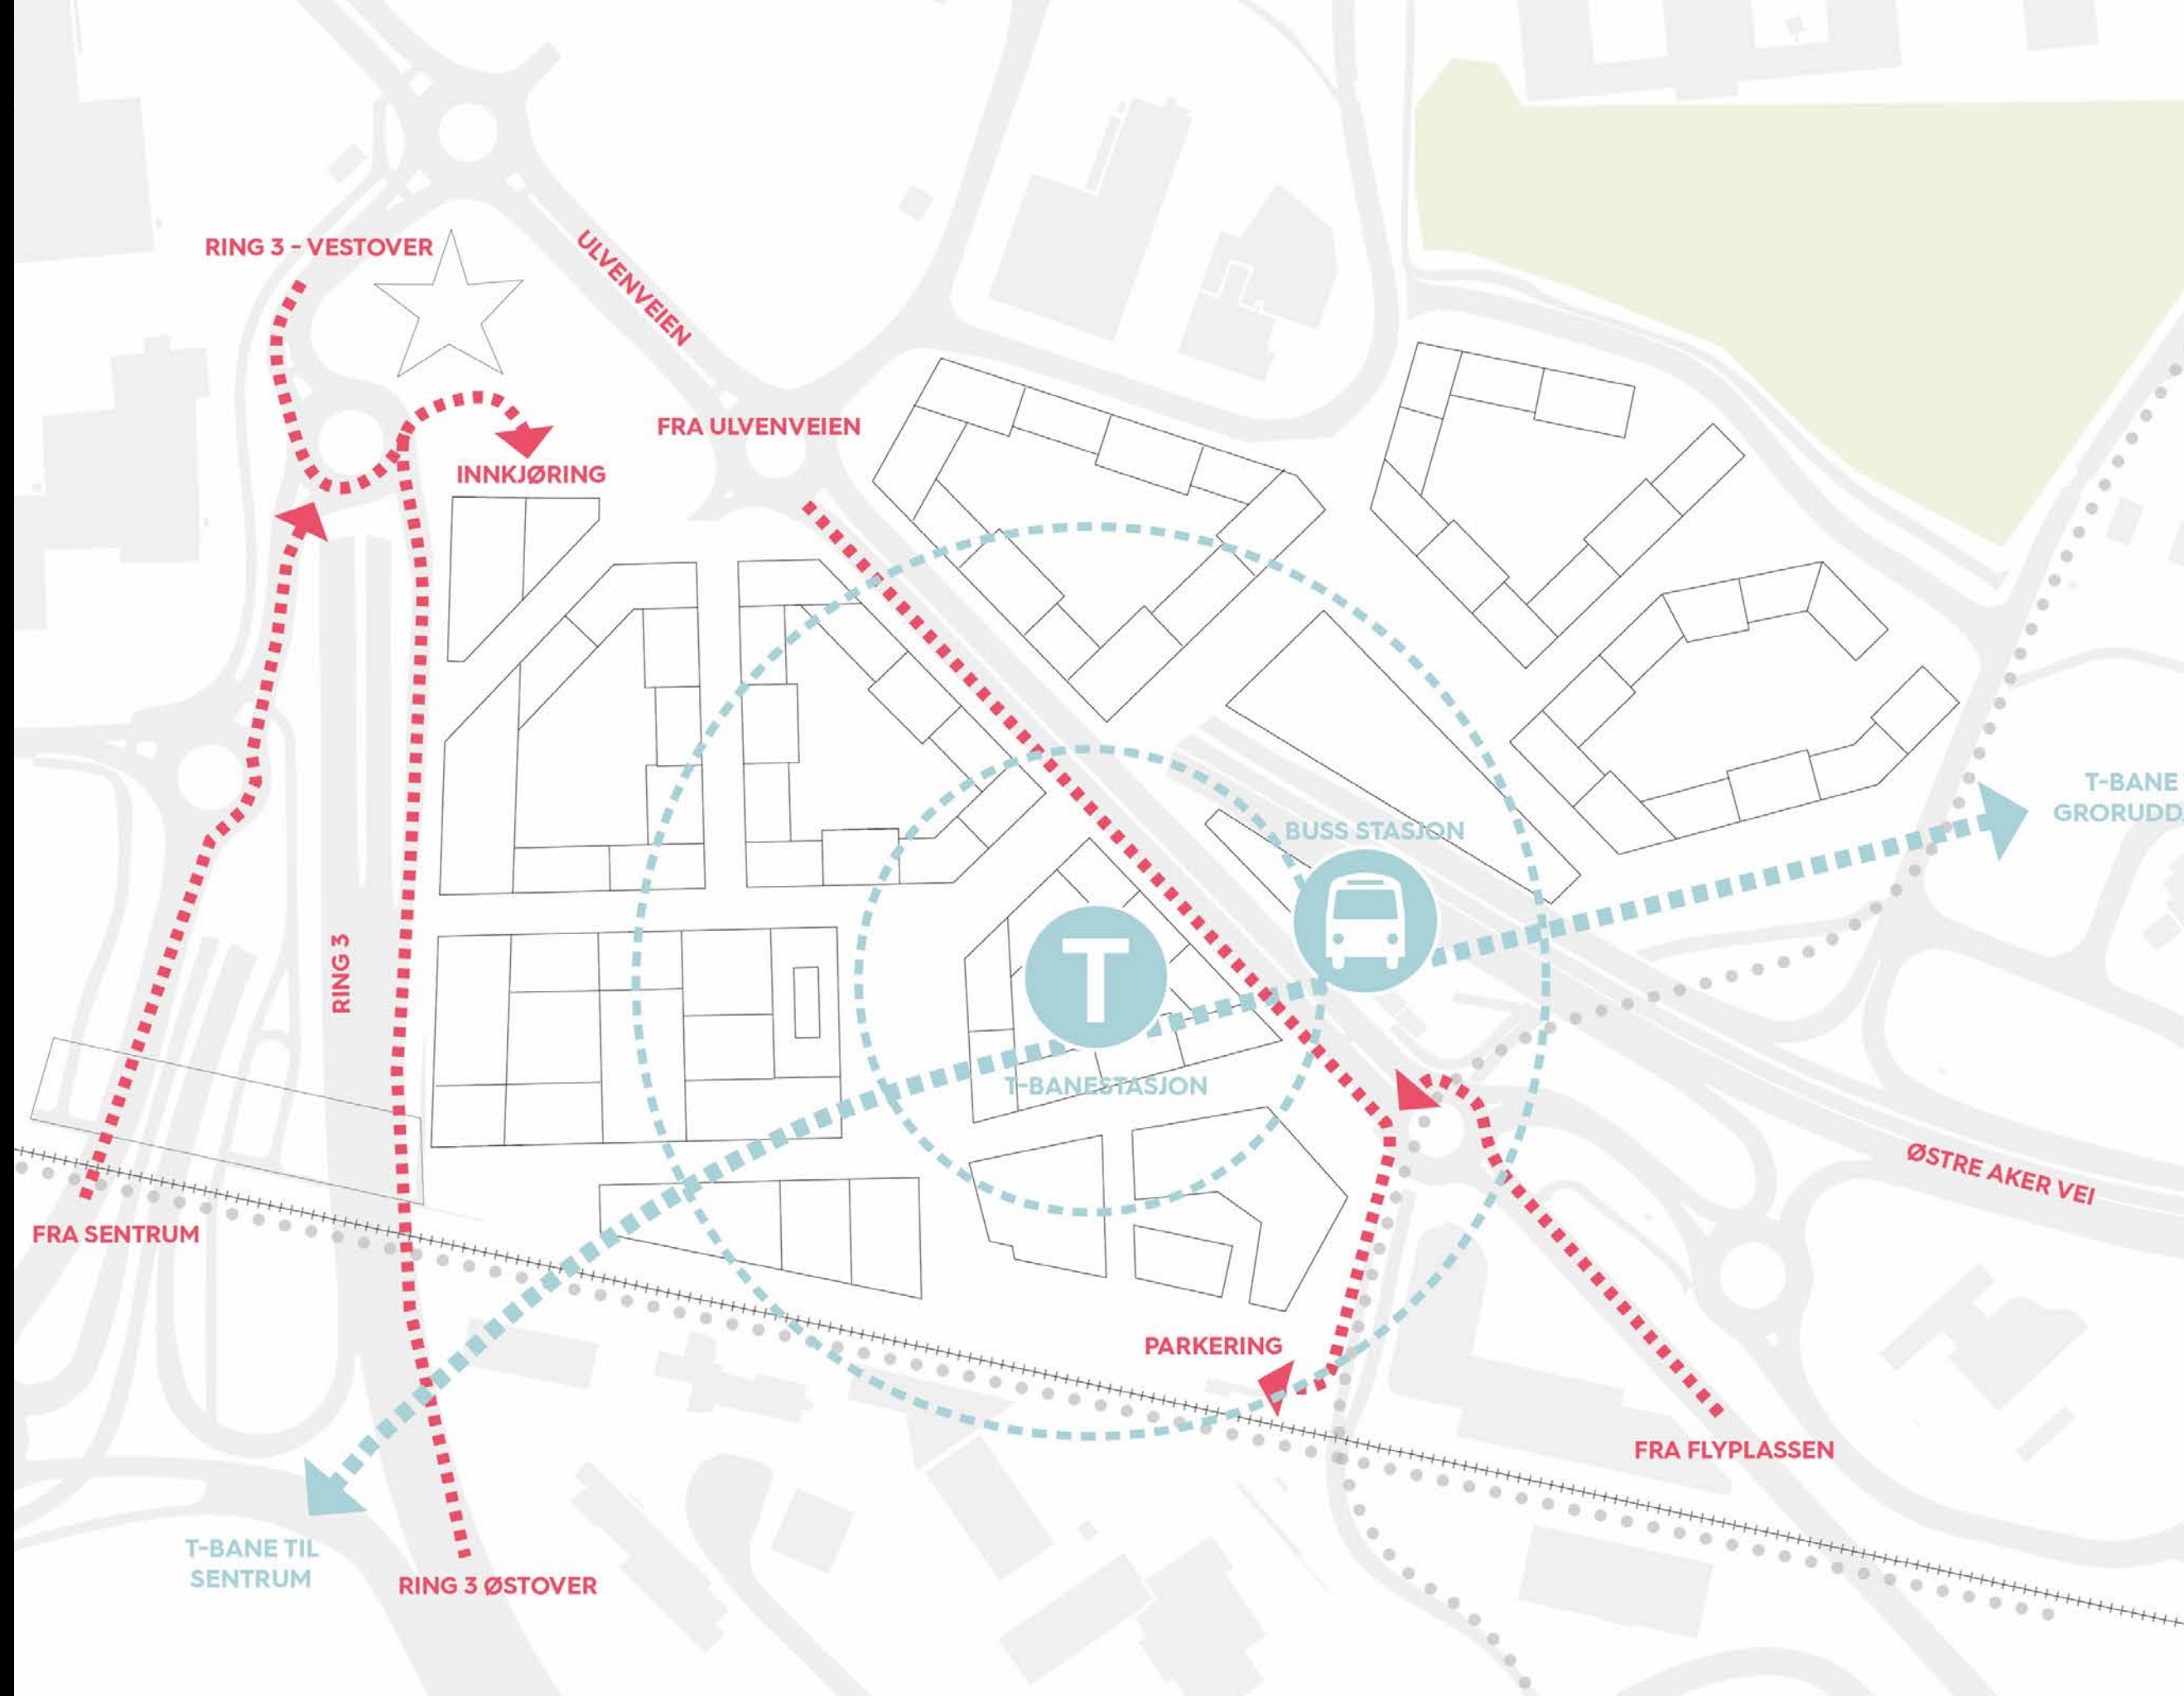 RING 3 - VESTOVER
ULVENVEIEN
FRA ULVENVEIEN
INNKJØRING
T-BANE
GRORUDD
BUSS STASJON
RING 3
T
T-BANESTASJON
ØSTRE AKER VEI
FRA SENTRUM
PARKERING
FRA FLYPLASSEN
T-BANE TIL
SENTRUM
RING 3 ØSTOVER